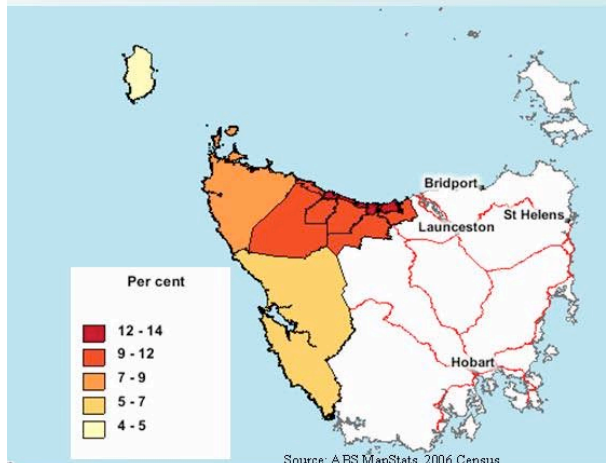 Bridport
St Helens
Launceston
Per cent
12 - 14
9 - 12
7 - 9
5 - 7
4 - 5
Hobart
Source: ABS MapStats, 2006 Census